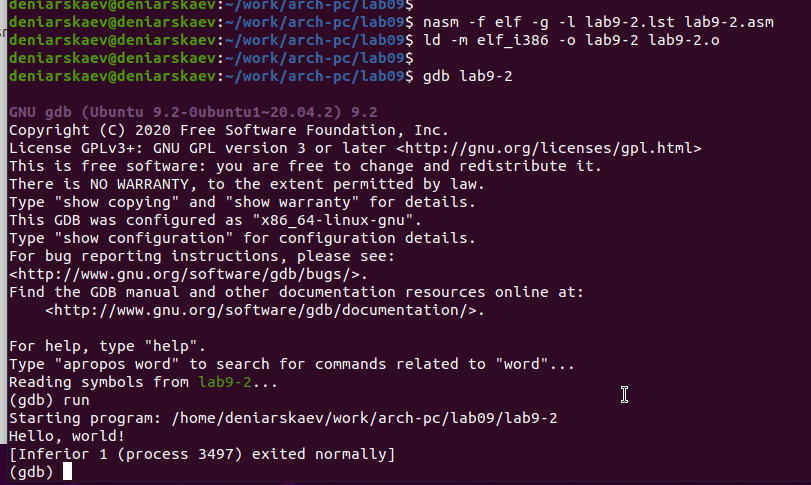 deniarskaev@deniarskaev:~/work/arch-pc/lab09$
deniarskaev@deniarskaev:~/work/arch-pc/lab09$ nasm -f elf -g -l lab9-2.lst lab9-2.asm
deniarskaev@deniarskaev:~/work/arch-pc/lab09$ ld -m elf_i386 -o lab9-2 lab9-2.o
deniarskaev@deniarskaev:~/work/arch-pc/lab09$
deniarskaev@deniarskaev:~/work/arch-pc/lab09$ gdb lab9-2
GNU gdb (Ubuntu 9.2-0ubuntu1~20.04.2) 9.2
Copyright (C) 2020 Free Software Foundation, Inc.
License GPLv3+: GNU GPL version 3 or later <http://gnu.org/licenses/gpl.html>
This is free software: you are free to change and redistribute it.
There is NO WARRANTY, to the extent permitted by law.
Type "show copying" and "show warranty" for details.
This GDB was configured as "x86_64-linux-gnu".
Type "show configuration" for configuration details.
For bug reporting instructions, please see:
<http://www.gnu.org/software/gdb/bugs/>.
Find the GDB manual and other documentation resources online at:
    <http://www.gnu.org/software/gdb/documentation/>.
For help, type "help".
Type "apropos word" to search for commands related to "word"...
Reading symbols from lab9-2...
(gdb) run
Starting program: /home/deniarskaev/work/arch-pc/lab09/lab9-2
Hello, world!
[Inferior 1 (process 3497) exited normally]
(gdb)